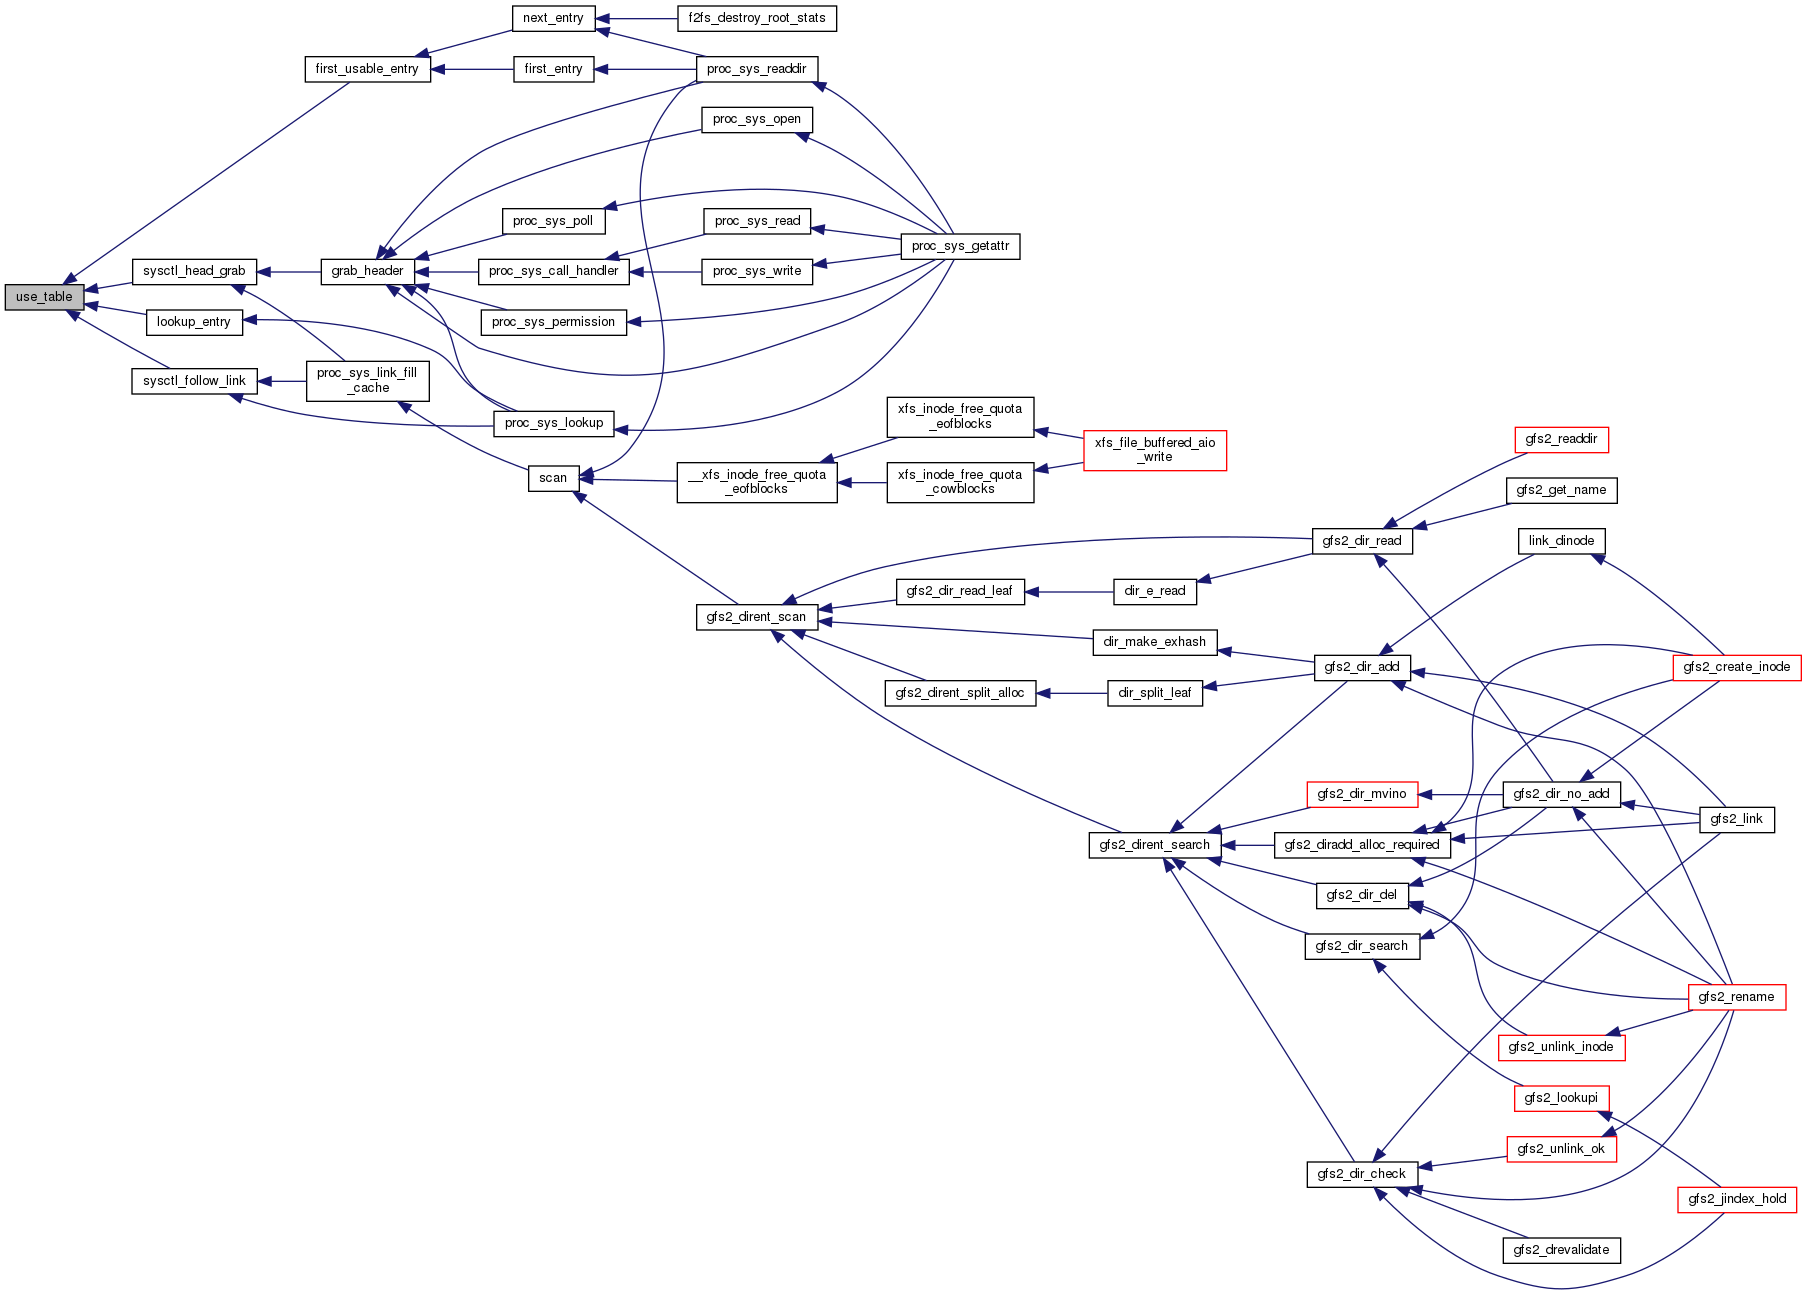 next_entry
f2fs_destroy_root_stats
first_usable_entry
first_entry
proc_sys_readdir
proc_sys_open
proc_sys_poll
proc_sys_read
proc_sys_getattr
sysctl_head_grab
grab_header
proc_sys_call_handler
proc_sys_write
use_table
lookup_entry
proc_sys_permission
sysctl_follow_link
proc_sys_link_fill
_cache
proc_sys_lookup
xfs_inode_free_quota
_eofblocks
xfs_file_buffered_aio
_write
scan
__xfs_inode_free_quota
_eofblocks
xfs_inode_free_quota
_cowblocks
gfs2_readdir
gfs2_get_name
gfs2_dir_read
link_dinode
gfs2_dirent_scan
gfs2_dir_read_leaf
dir_e_read
dir_make_exhash
gfs2_dir_add
gfs2_create_inode
gfs2_dirent_split_alloc
dir_split_leaf
gfs2_dir_mvino
gfs2_dir_no_add
gfs2_link
gfs2_dirent_search
gfs2_diradd_alloc_required
gfs2_dir_del
gfs2_dir_search
gfs2_rename
gfs2_unlink_inode
gfs2_lookupi
gfs2_unlink_ok
gfs2_dir_check
gfs2_jindex_hold
gfs2_drevalidate